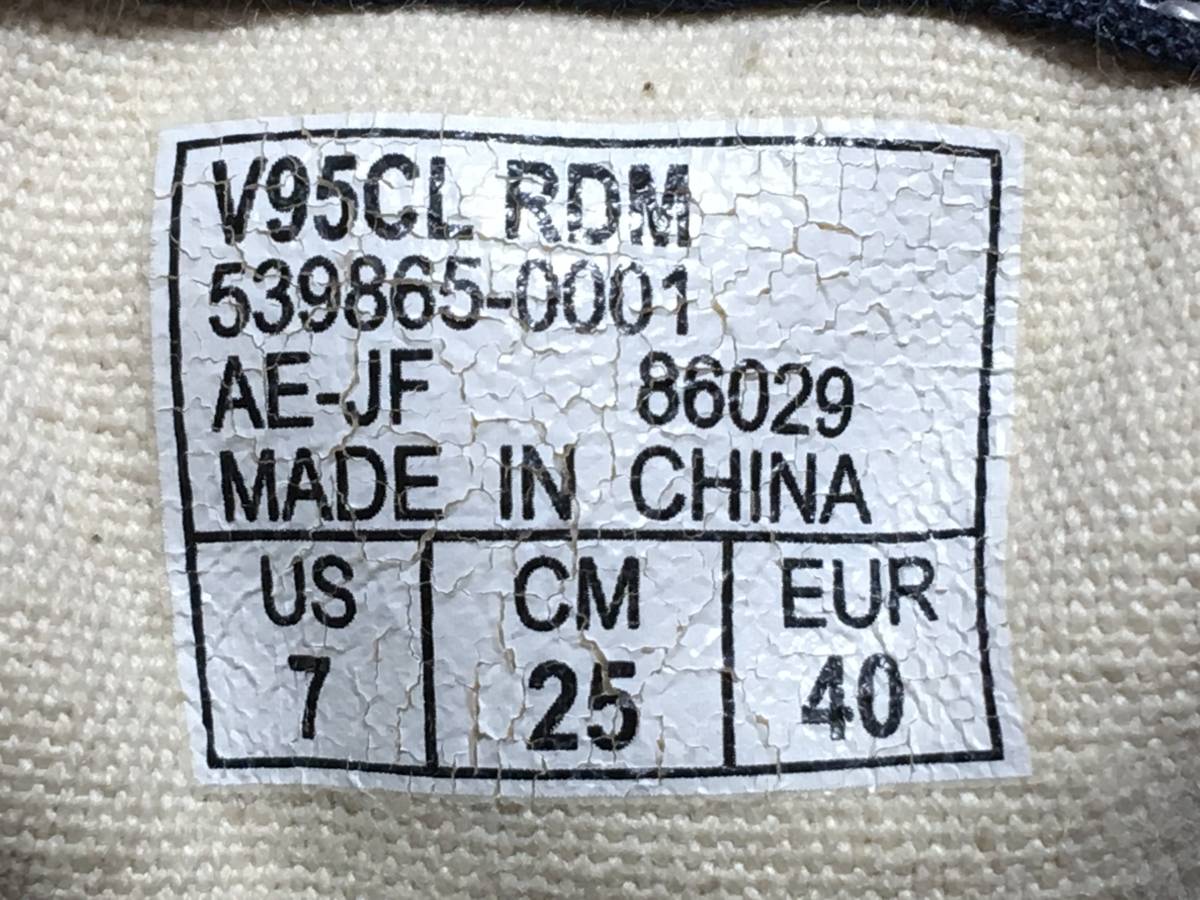 V95CL RDM
539865-0001
AE-JF 86029
MADE IN CHINA
US CM EUR
7 25 40